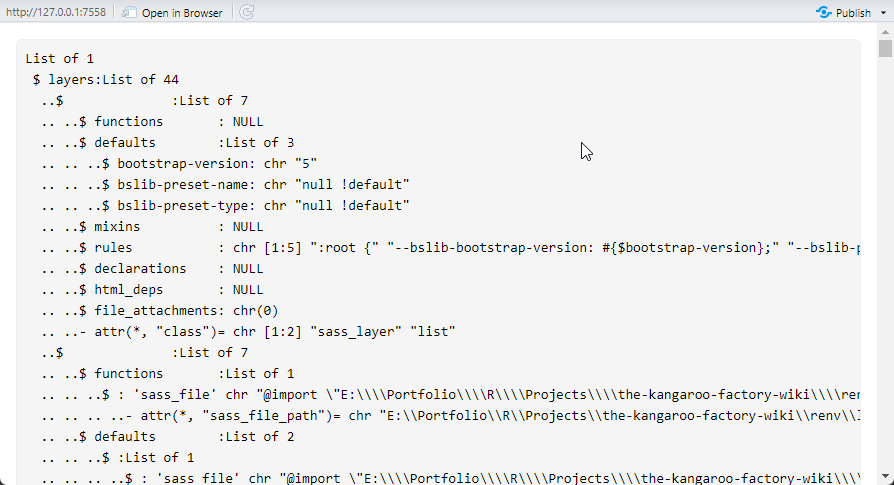 http://127.0.0.1:7558 Open in Browser Publish
List of 1
 $ layers:List of 44
  ..$              :List of 7
  .. ..$ functions       : NULL
  .. ..$ defaults        :List of 3
  .. .. ..$ bootstrap-version: chr "5"
  .. .. ..$ bslib-preset-name: chr "null !default"
  .. .. ..$ bslib-preset-type: chr "null !default"
  .. ..$ mixins          : NULL
  .. ..$ rules           : chr [1:5] ":root {" "--bslib-bootstrap-version: #{$bootstrap-version};" "--bslib-p
  .. ..$ declarations    : NULL
  .. ..$ html_deps       : NULL
  .. ..$ file_attachments: chr(0)
  .. ..- attr(*, "class")= chr [1:2] "sass_layer" "list"
  ..$              :List of 7
  .. ..$ functions       :List of 1
  .. .. ..$ : 'sass_file' chr "@import \"E:\\\\Portfolio\\\\R\\\\Projects\\\\the-kangaroo-factory-wiki\\\\ren
  .. .. .. ..- attr(*, "sass_file_path")= chr "E:\\Portfolio\\R\\Projects\\the-kangaroo-factory-wiki\\renv\\l
  .. ..$ defaults        :List of 2
  .. .. ..$ :List of 1
  .. .. .. ..$ : 'sass_file' chr "@import \"E:\\\\Portfolio\\\\R\\\\Projects\\\\the-kangaroo-factory-wiki\\\\